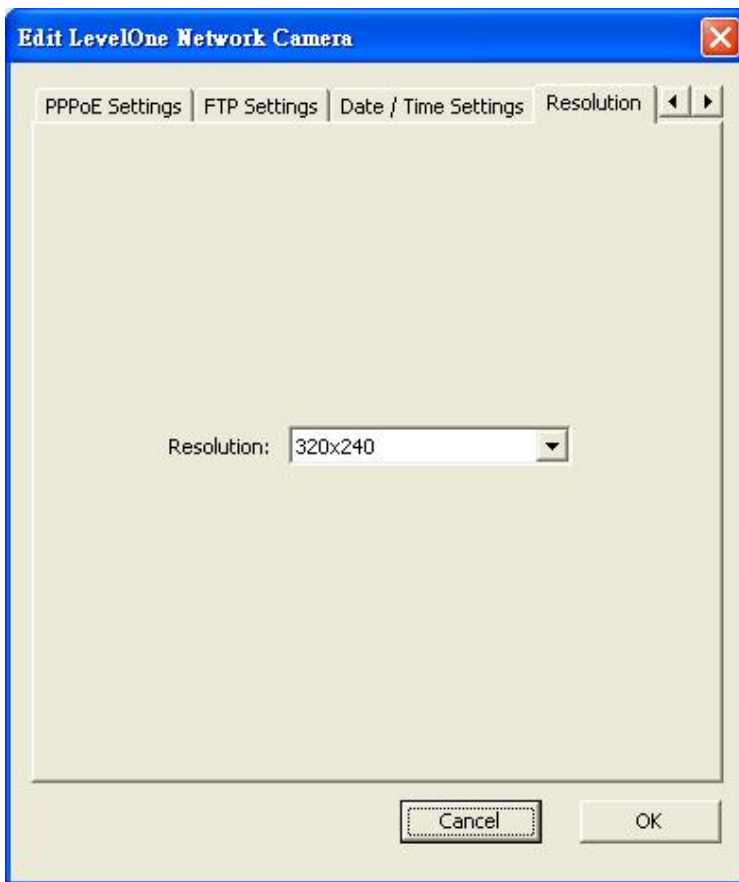 Edit LevelOne Network Camera
PPPoE Settings FTP Settings Date / Time Settings Resolution
Resolution: 320x240
Cancel OK